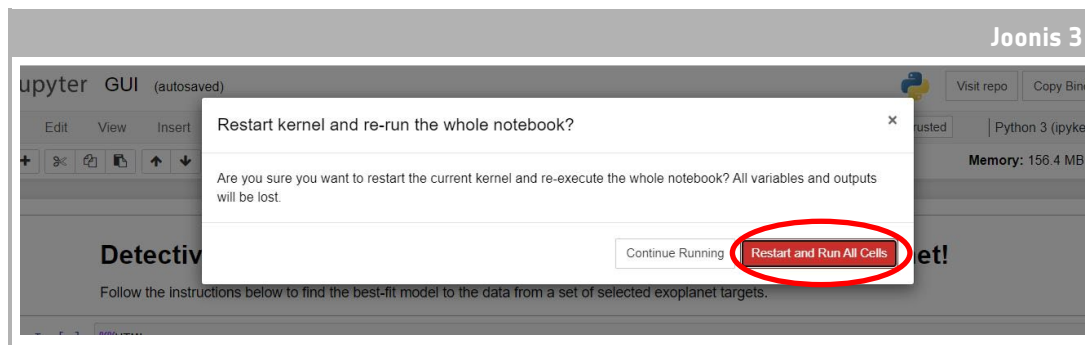 Joonis 3
upyter GUI (autosaved)
Visit repo
Copy Bin
Edit View Insert
rusted
Python 3 (ipyke
Memory: 156.4 MB
Restart kernel and re-run the whole notebook?
×
Are you sure you want to restart the current kernel and re-execute the whole notebook? All variables and outputs
will be lost.
Continue Running
Restart and Run All Cells
Detectiv
et!
Follow the instructions below to find the best-fit model to the data from a set of selected exoplanet targets.